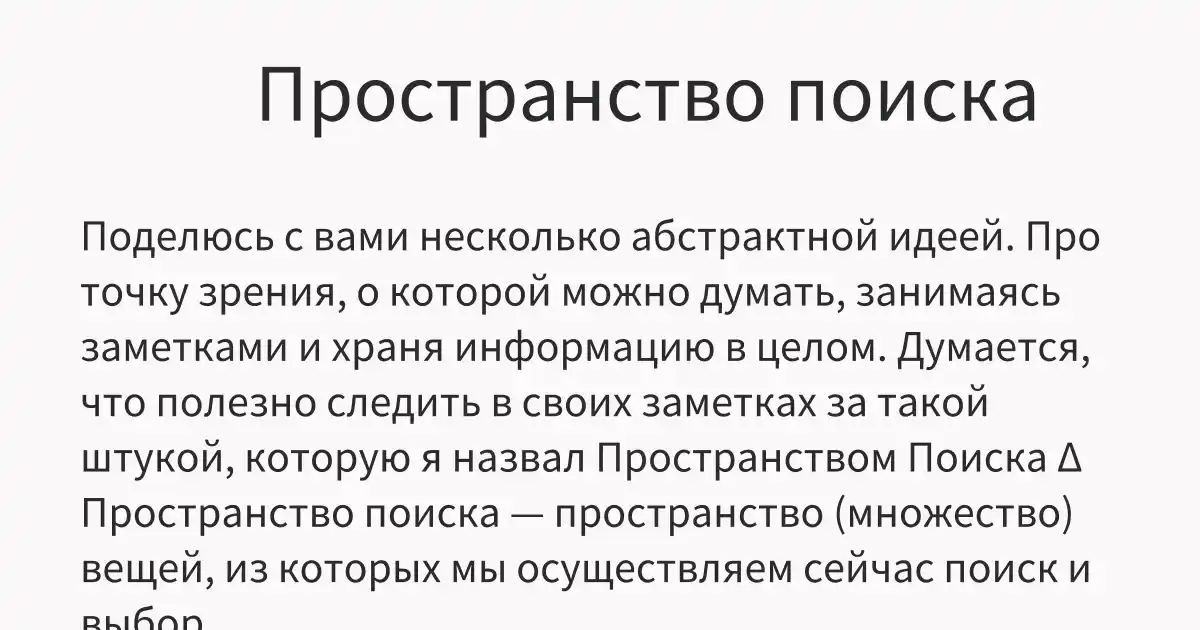 Пространство поиска
Поделюсь с вами несколько абстрактной идеей. Про
точку зрения, о которой можно думать, занимаясь
заметками и храня информацию в целом. Думается,
что полезно следить в своих заметках за такой
штукой, которую я назвал Пространством Поиска Δ
Пространство поиска — пространство (множество)
вещей, из которых мы осуществляем сейчас поиск и
выбор